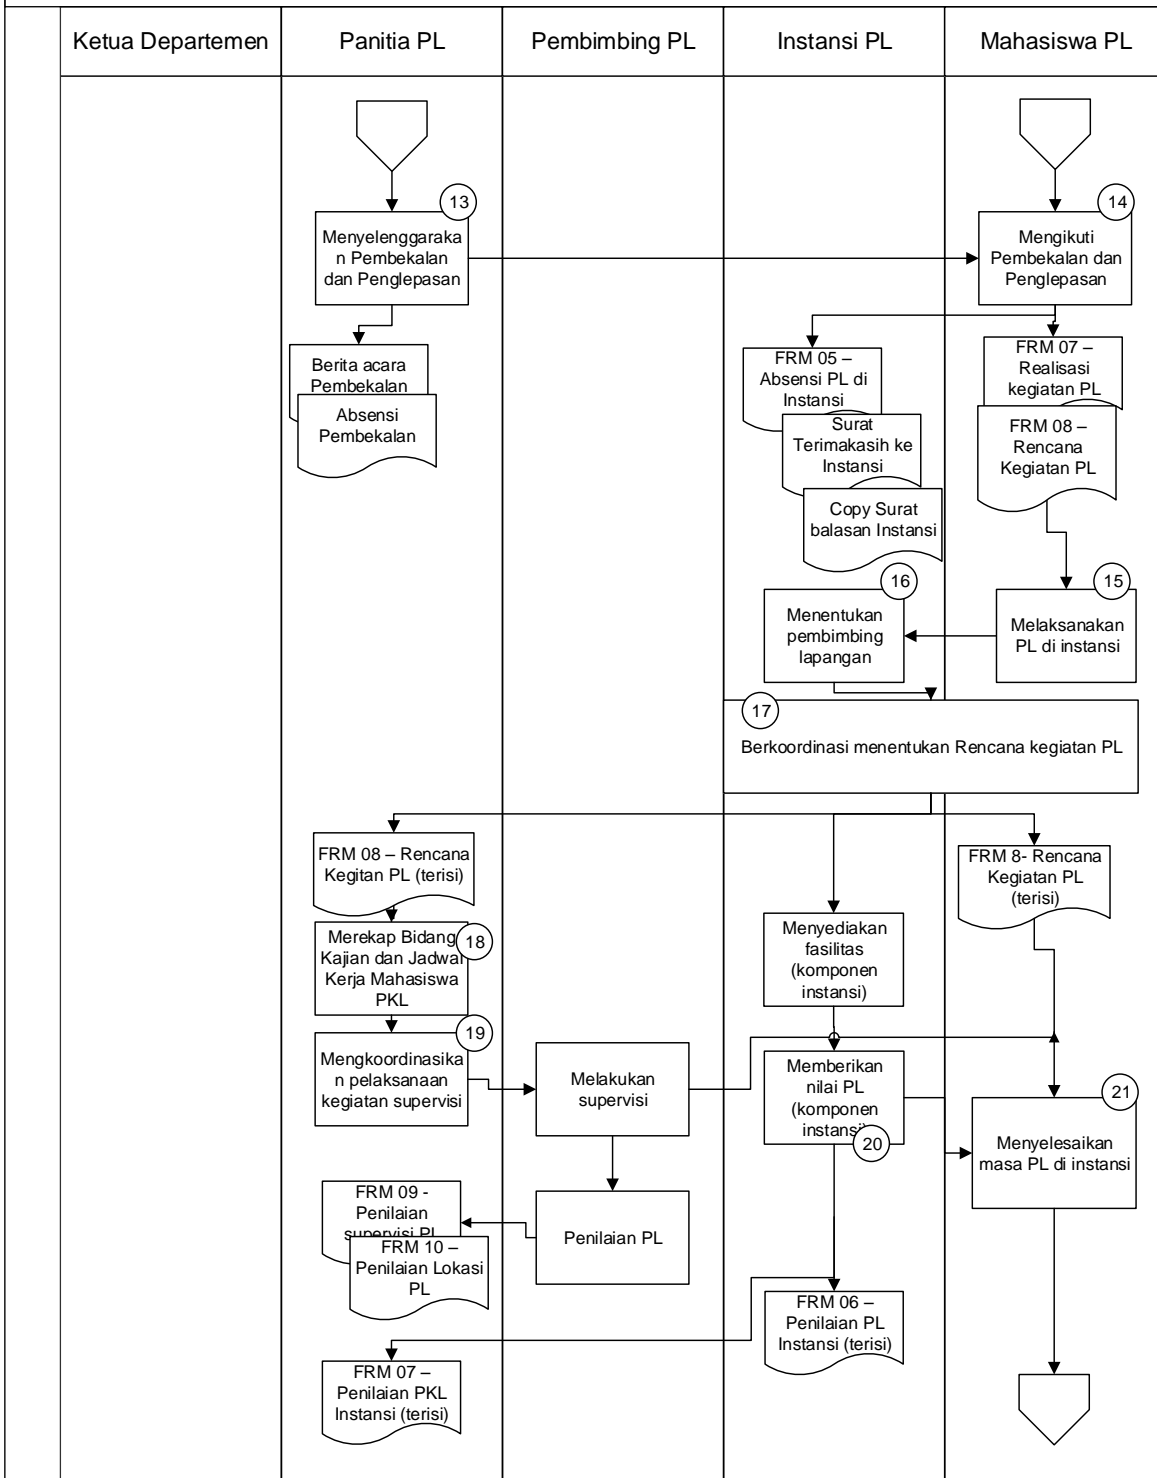 Ketua Departemen
Panitia PL
Pembimbing PL
Instansi PL
Mahasiswa PL
13
Menyelenggaraka
n Pembekalan
dan Penglepasan
14
Mengikuti
Pembekalan dan
Penglepasan
Berita acara
Pembekalan
Absensi
Pembekalan
FRM 05 –
Absensi PL di
Instansi
Surat
Terimakasih ke
Instansi
Copy Surat
balasan Instansi
FRM 07 –
Realisasi
kegiatan PL
FRM 08 –
Rencana
Kegiatan PL
16
Menentukan
pembimbing
lapangan
15
Melaksanakan
PL di instansi
17
Berkoordinasi menentukan Rencana kegiatan PL
FRM 08 – Rencana
Kegitan PL (terisi)
FRM 8- Rencana
Kegiatan PL
(terisi)
18
Merekap Bidang
Kajian dan Jadwal
Kerja Mahasiswa
PKL
Menyediakan
fasilitas
(komponen
instansi)
19
Mengkoordinasika
n pelaksanaan
kegiatan supervisi
Melakukan
supervisi
Memberikan
nilai PL
(komponen
instansi)
20
21
Menyelesaikan
masa PL di instansi
FRM 09 -
Penilaian
supervisi PL
FRM 10 –
Penilaian Lokasi
PL
Penilaian PL
FRM 06 –
Penilaian PL
Instansi (terisi)
FRM 07 –
Penilaian PKL
Instansi (terisi)